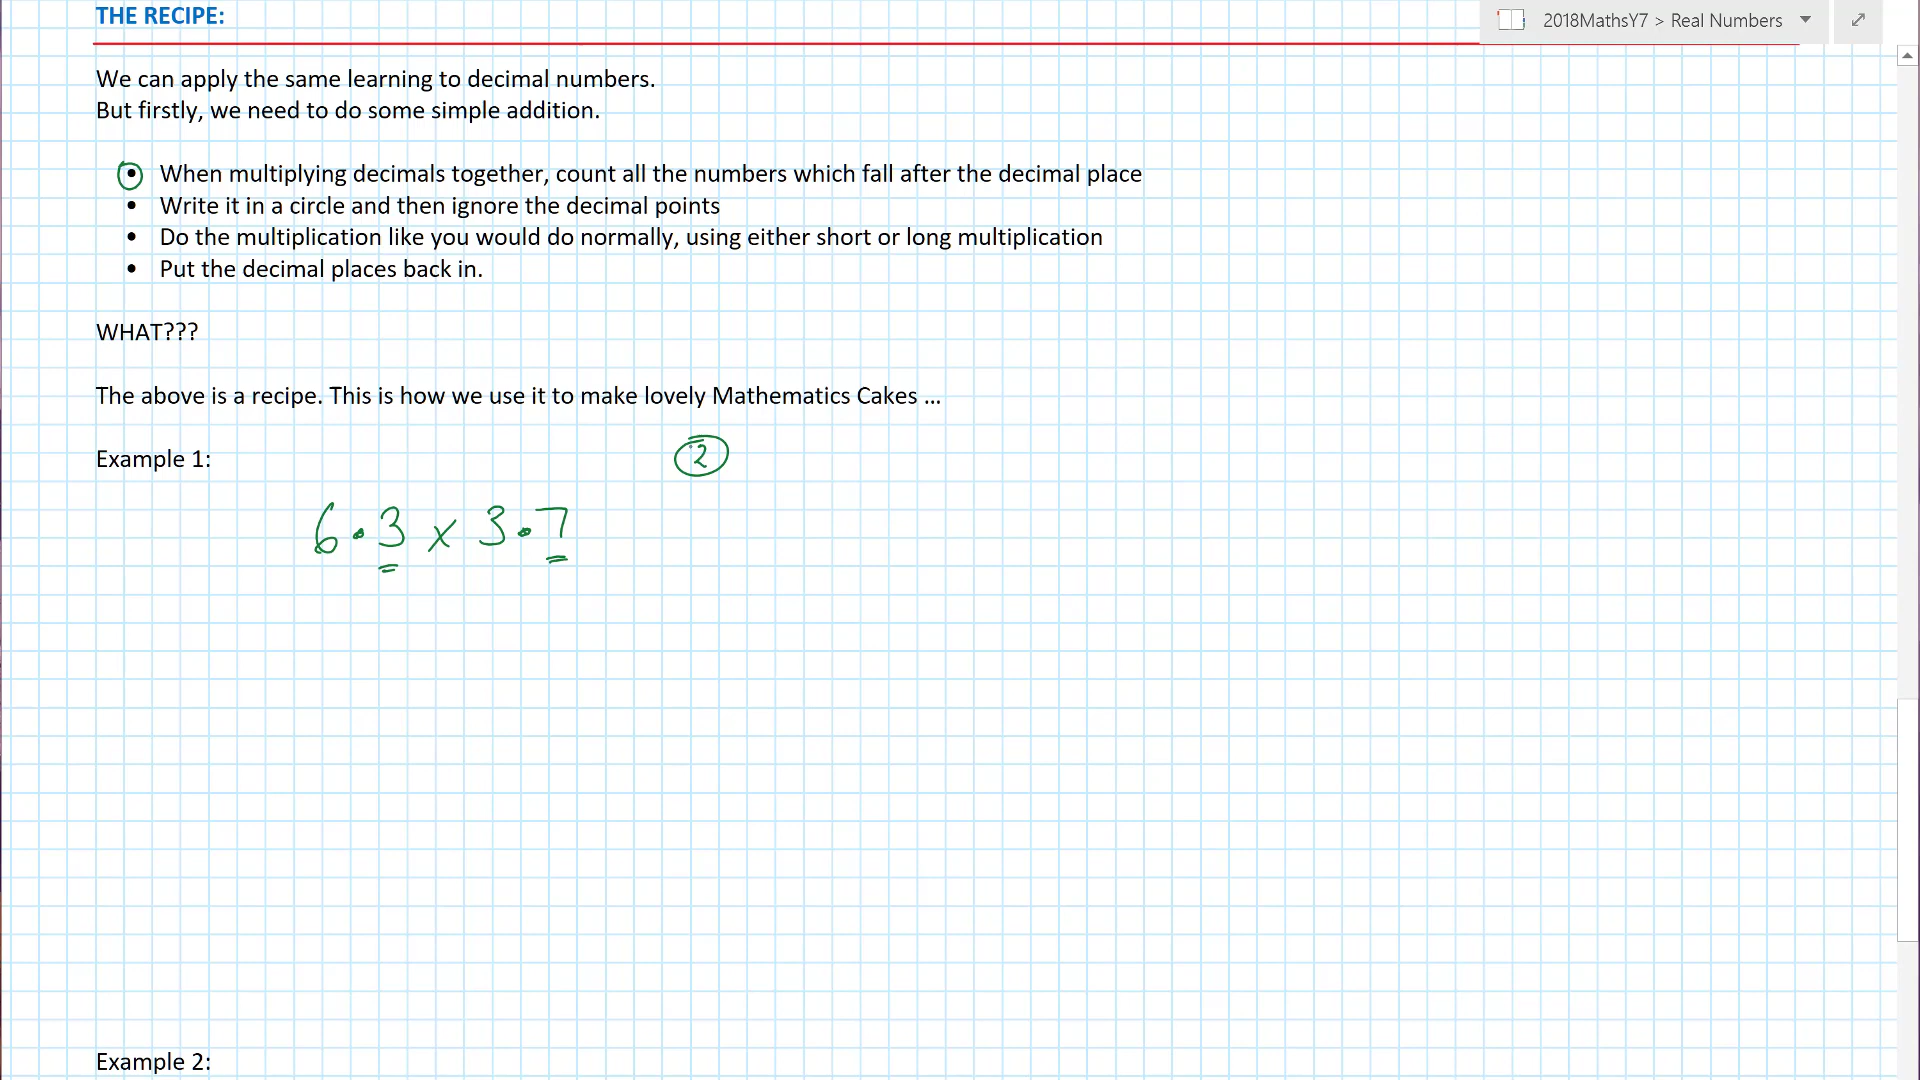 THE RECIPE:
2018MathsY7 > Real Numbers
We can apply the same learning to decimal numbers.
But firstly, we need to do some simple addition.
• When multiplying decimals together, count all the numbers which fall after the decimal place
• Write it in a circle and then ignore the decimal points
• Do the multiplication like you would do normally, using either short or long multiplication
• Put the decimal places back in.
WHAT???
The above is a recipe. This is how we use it to make lovely Mathematics Cakes ...
Example 1:
2
6·3 x 3·7
Example 2: